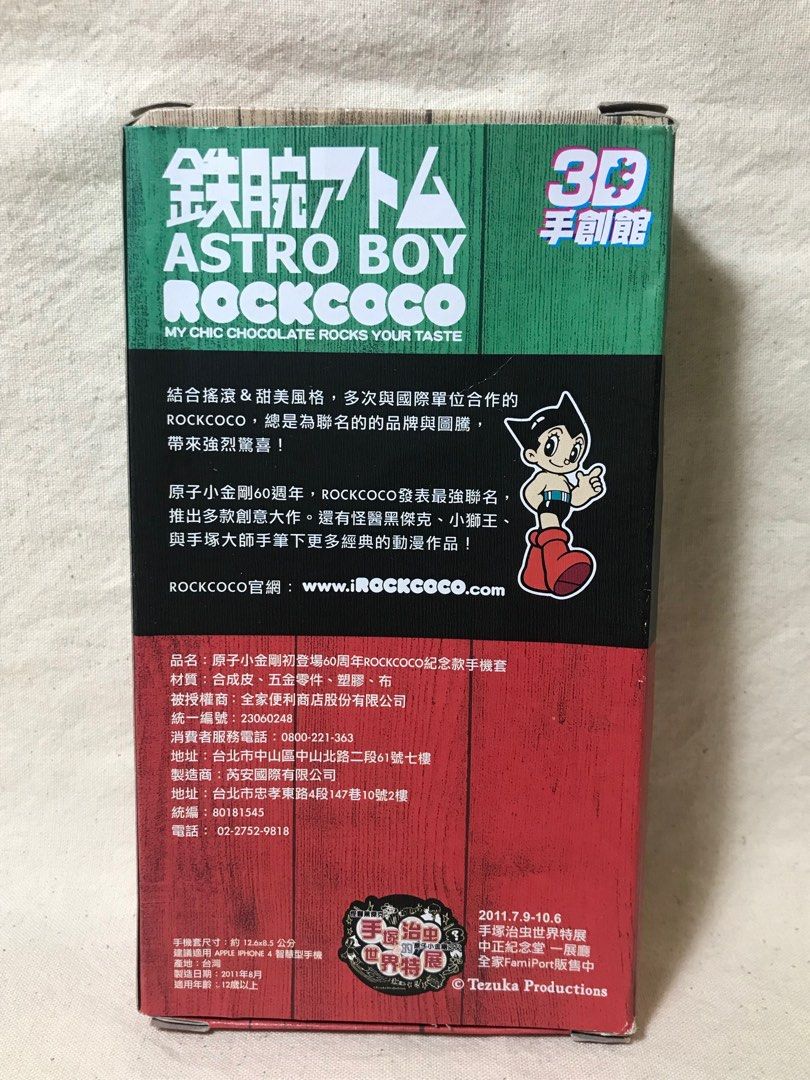 鉄腕アトム
ASTRO BOY
ROCKCOCO
MY CHIC CHOCOLATE ROCKS YOUR TASTE
3D
手創館
結合搖滾&甜美風格，多次與國際單位合作的
ROCKCOCO，總是為聯名的的品牌與圖騰，
帶來強烈驚喜！
原子小金剛60週年，ROCKCOCO發表最強聯名，
推出多款創意大作。還有怪醫黑傑克、小獅王、
與手塚大師手筆下更多經典的動漫作品！
ROCKCOCO官網： www.iROCKCOCO.com
品名：原子小金剛初登場60周年ROCKCOCO紀念款手機套
材質：合成皮、五金零件、塑膠、布
被授權商：全家便利商店股份有限公司
統一編號：23060248
消費者服務電話：0800-221-363
地址：台北市中山區中山北路二段61號七樓
製造商：芮安國際有限公司
地址：台北市忠孝東路4段147巷10號2樓
統編：80181545
電話： 02-2752-9818
手機套尺寸：約 12.6x8.5 公分
建議適用 APPLE IPHONE 4 智慧型手機
產地：台灣
製造日期：2011年8月
適用年齡：12歲以上
手塚治虫
の
世界特展
2011.7.9-10.6
手塚治虫世界特展
中正紀念堂 一展廳
全家FamiPort販售中
© Tezuka Productions